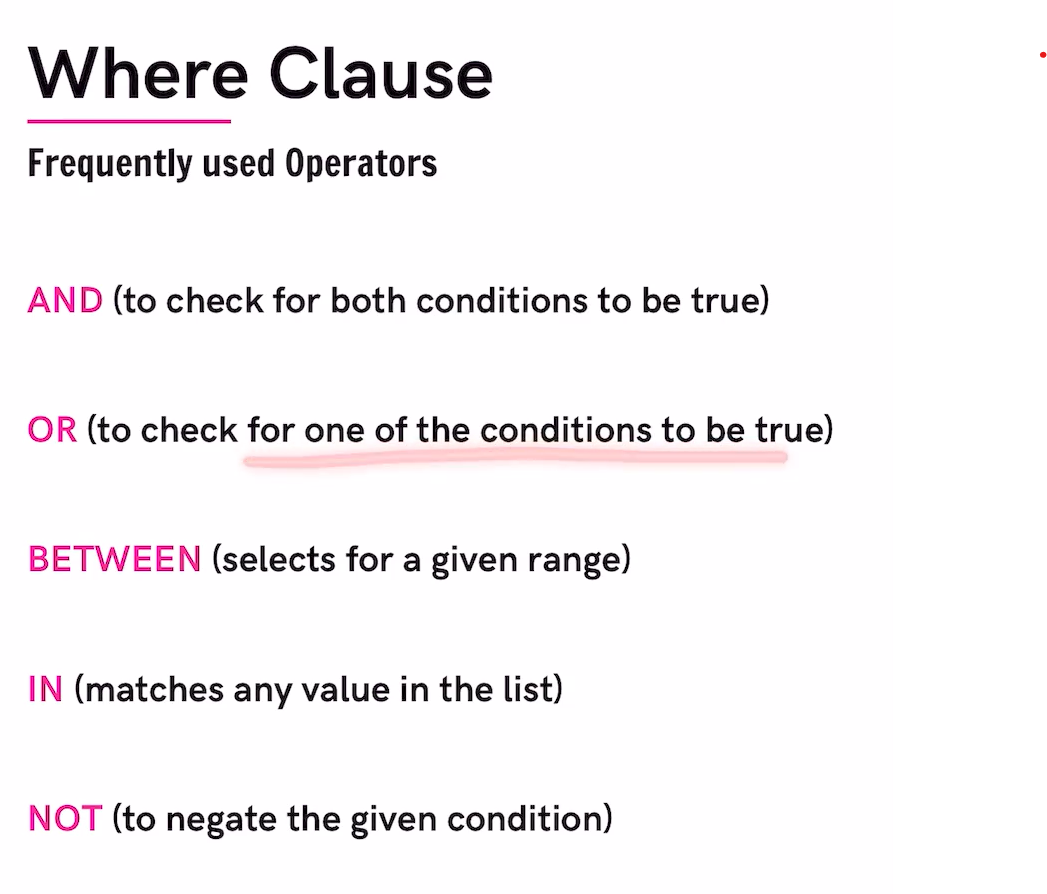 Where Clause
Frequently used Operators
AND (to check for both conditions to be true)
OR (to check for one of the conditions to be true)
BETWEEN (selects for a given range)
IN (matches any value in the list)
NOT (to negate the given condition)